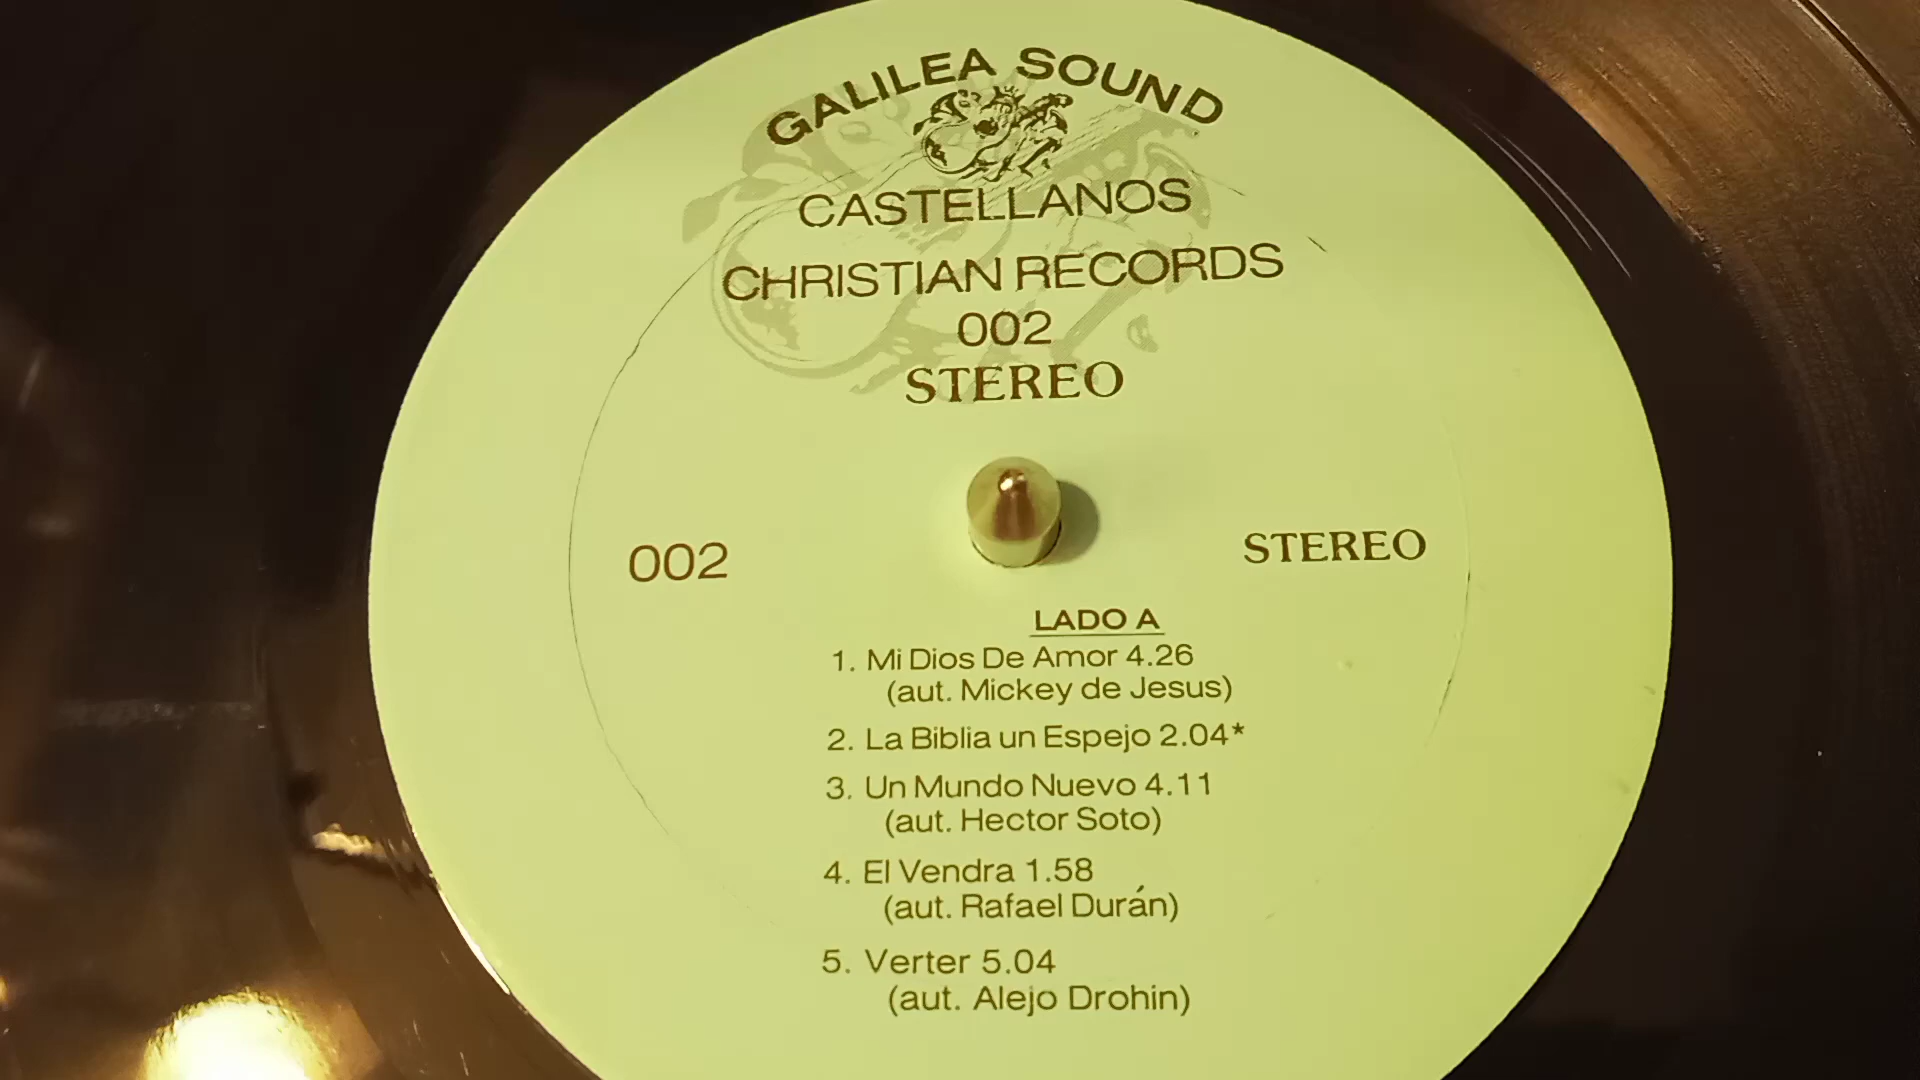 GALILEA SOUND
CASTELLANOS
CHRISTIAN RECORDS
002
STEREO
002
STEREO
LADO A
1. Mi Dios De Amor 4.26
(aut. Mickey de Jesus)
2. La Biblia un Espejo 2.04*
3. Un Mundo Nuevo 4.11
(aut. Hector Soto)
4. El Vendra 1.58
(aut. Rafael Durán)
5. Verter 5.04
(aut. Alejo Drohin)